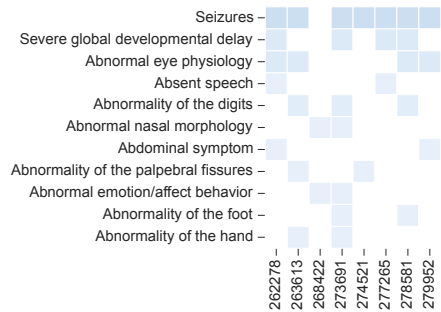 Seizures
Severe global developmental delay
Abnormal eye physiology
Absent speech
Abnormality of the digits
Abnormal nasal morphology
Abdominal symptom
Abnormality of the palpebral fissures
Abnormal emotion/affect behavior
Abnormality of the foot
Abnormality of the hand
262278
263613
268422
273691
274521
277265
278581
279952